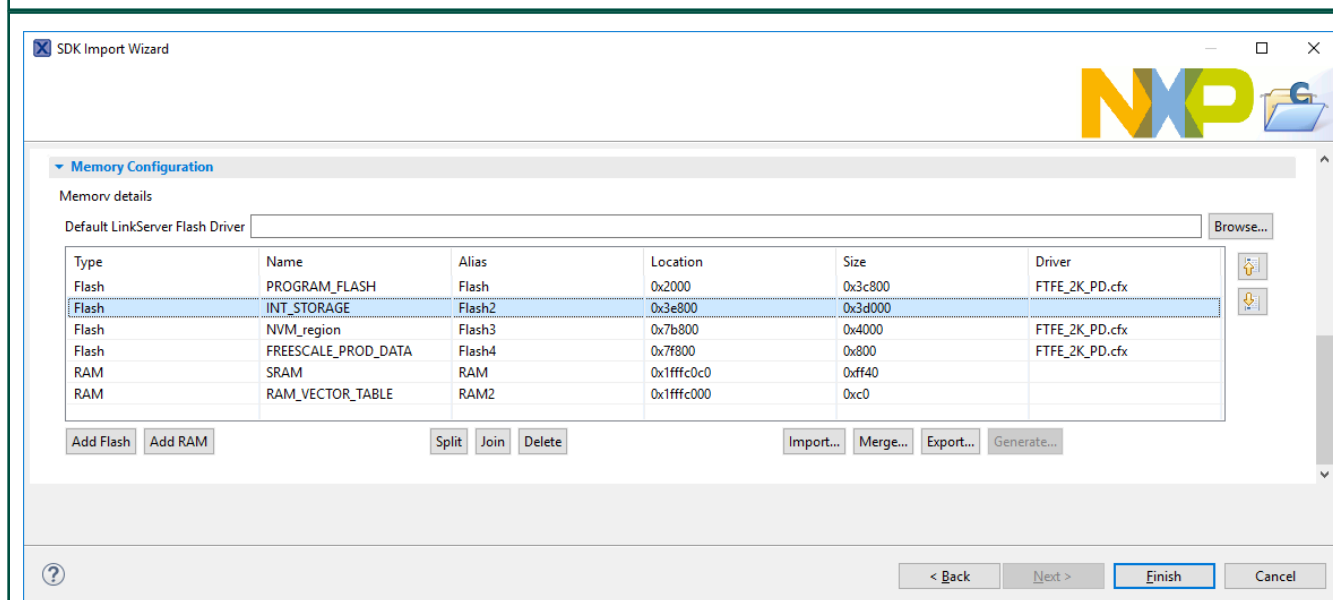 SDK Import Wizard
NXP
Memory Configuration
Memory details
Default LinkServer Flash Driver Browse...
Type Name Alias Location Size Driver
Flash PROGRAM_FLASH Flash 0x2000 0x3c800 FTFE_2K_PD.cfx
Flash INT_STORAGE Flash2 0x3e800 0x3d000
Flash NVM_region Flash3 0x7b800 0x4000 FTFE_2K_PD.cfx
Flash FREESCALE_PROD_DATA Flash4 0x7f800 0x800 FTFE_2K_PD.cfx
RAM SRAM RAM 0x1fffc0c0 0xff40
RAM RAM_VECTOR_TABLE RAM2 0x1fffc000 0xc0
Add Flash Add RAM Split Join Delete Import... Merge... Export... Generate...
? < Back Next > Finish Cancel